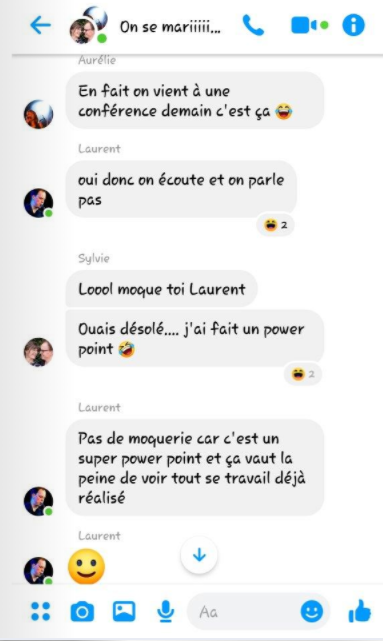 On se mariiiii...
Aurélie
En fait on vient à une
conférence demain c'est ça 😂
Laurent
oui donc on écoute et on parle
pas
2
Sylvie
Loool moque toi Laurent
Ouais désolé.... j'ai fait un power
point 🤣
2
Laurent
Pas de moquerie car c'est un
super power point et ça vaut la
peine de voir tout se travail déjà
réalisé
Laurent
🙂
Aa